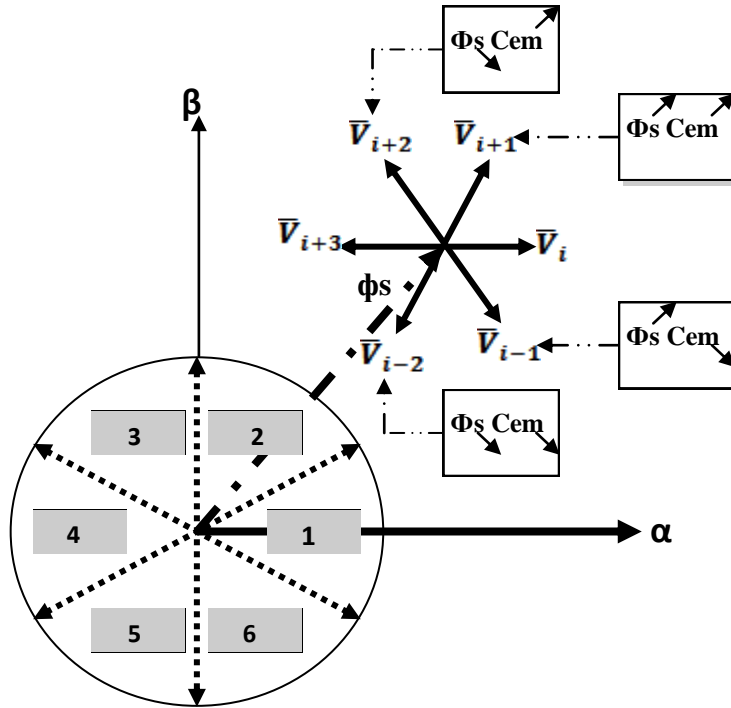 Φs Cem
β
Φs Cem
V̅ᵢ₊₂ V̅ᵢ₊₁
V̅ᵢ₊₃ V̅ᵢ
ϕs
Φs Cem
V̅ᵢ₋₂ V̅ᵢ₋₁
Φs Cem
3 2
4 1 α
5 6